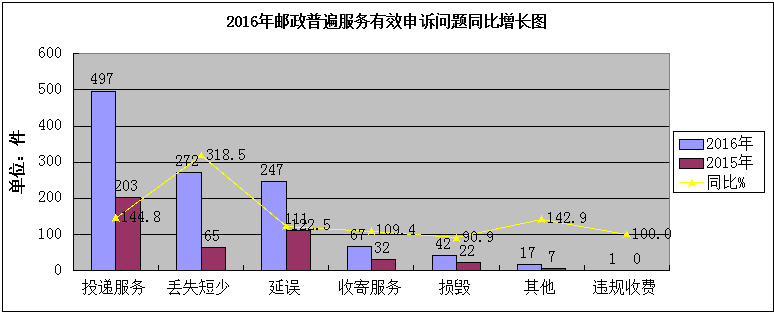 2016年邮政普遍服务有效申诉问题同比增长图
单位：件
600
500
400
300
200
100
0
497
203
144.8
272
65
318.5
247
111
122.5
67
32
109.4
42
22
90.9
17
7
142.9
1
0
100.0
投递服务
丢失短少
延误
收寄服务
损毁
其他
违规收费
2016年
2015年
同比%